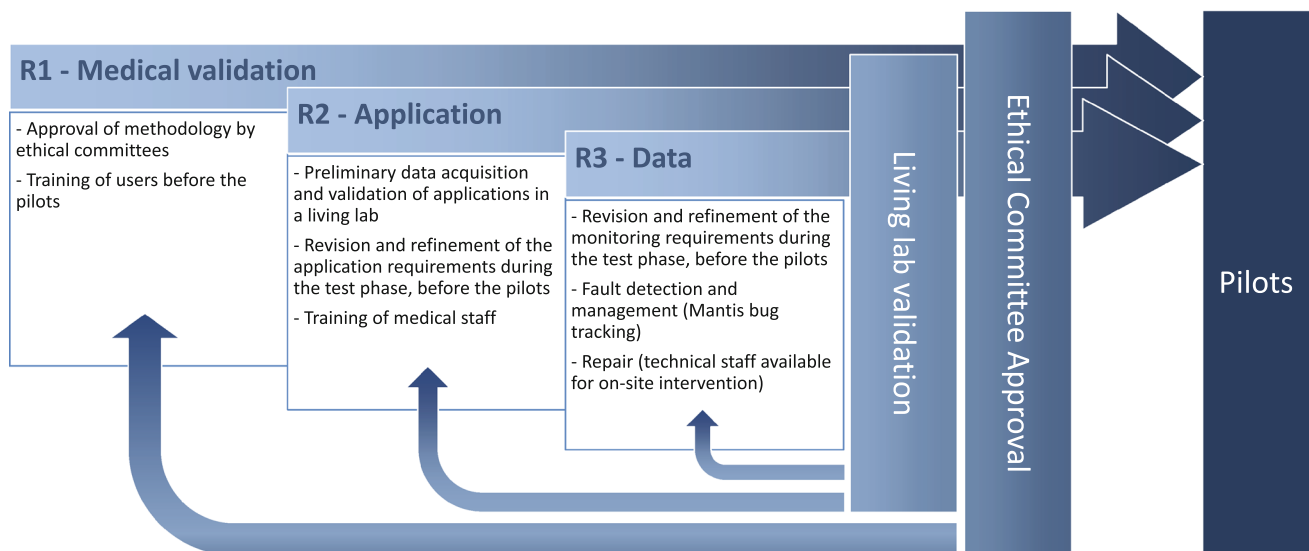 R1 - Medical validation
- Approval of methodology by
ethical committees
- Training of users before the
pilots
R2 - Application
- Preliminary data acquisition
and validation of applications in
a living lab
- Revision and refinement of the
application requirements during
the test phase, before the pilots
- Training of medical staff
R3 - Data
- Revision and refinement of the
monitoring requirements during
the test phase, before the pilots
- Fault detection and
management (Mantis bug
tracking)
- Repair (technical staff available
for on-site intervention)
Living lab validation
Ethical Committee Approval
Pilots